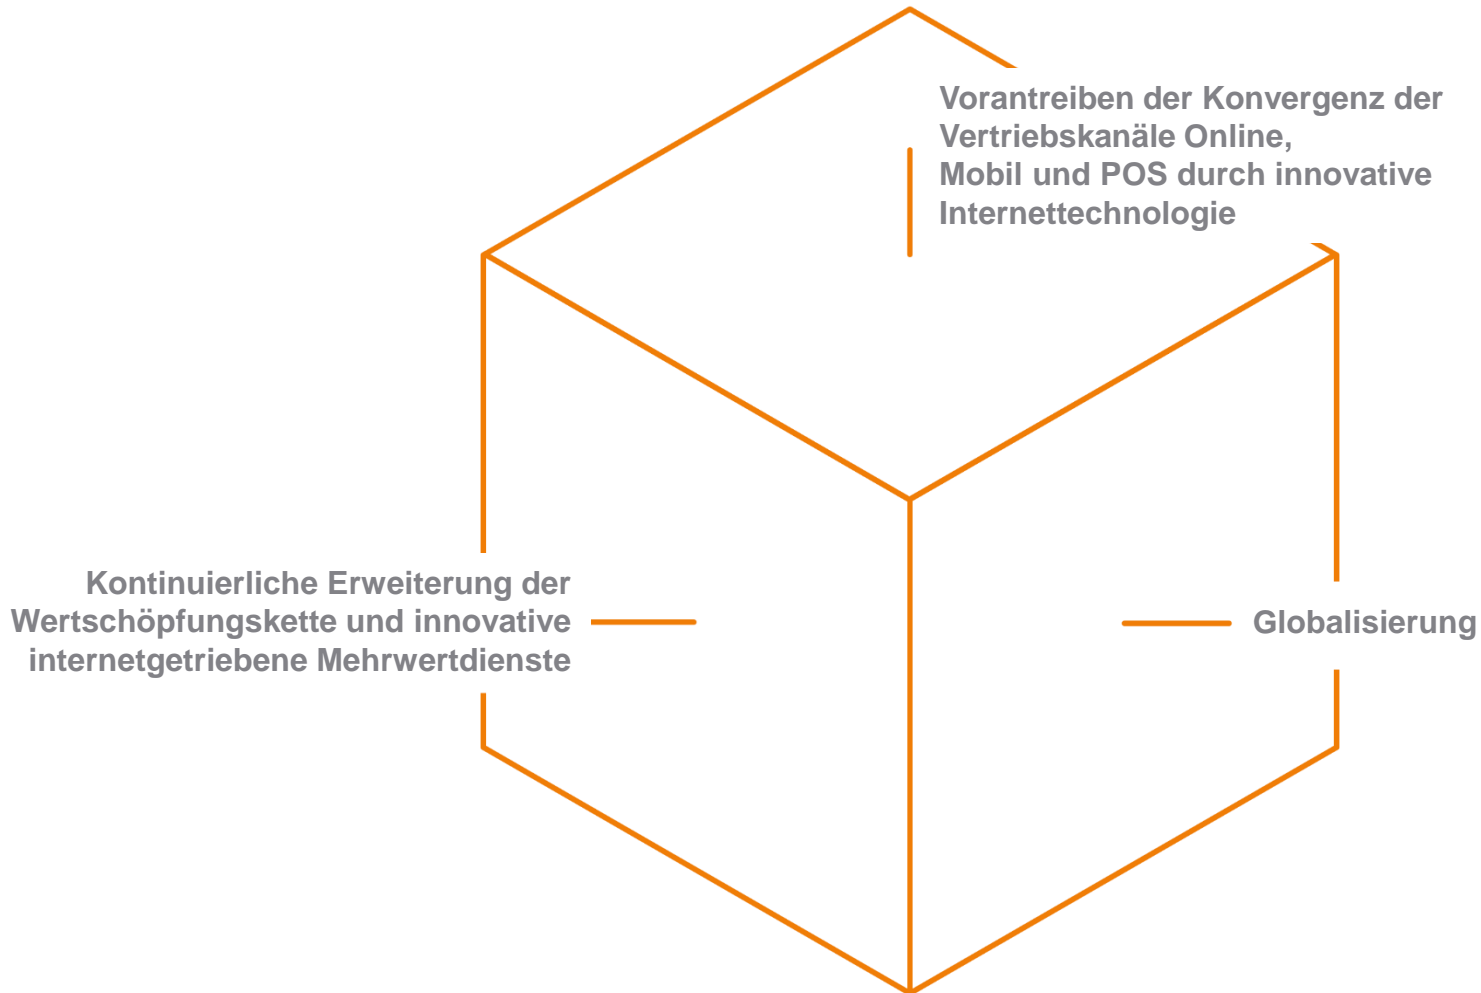 Vorantreiben der Konvergenz der
Vertriebskanäle Online,
Mobil und POS durch innovative
Internettechnologie
Kontinuierliche Erweiterung der
Wertschöpfungskette und innovative
internetgetriebene Mehrwertdienste
Globalisierung